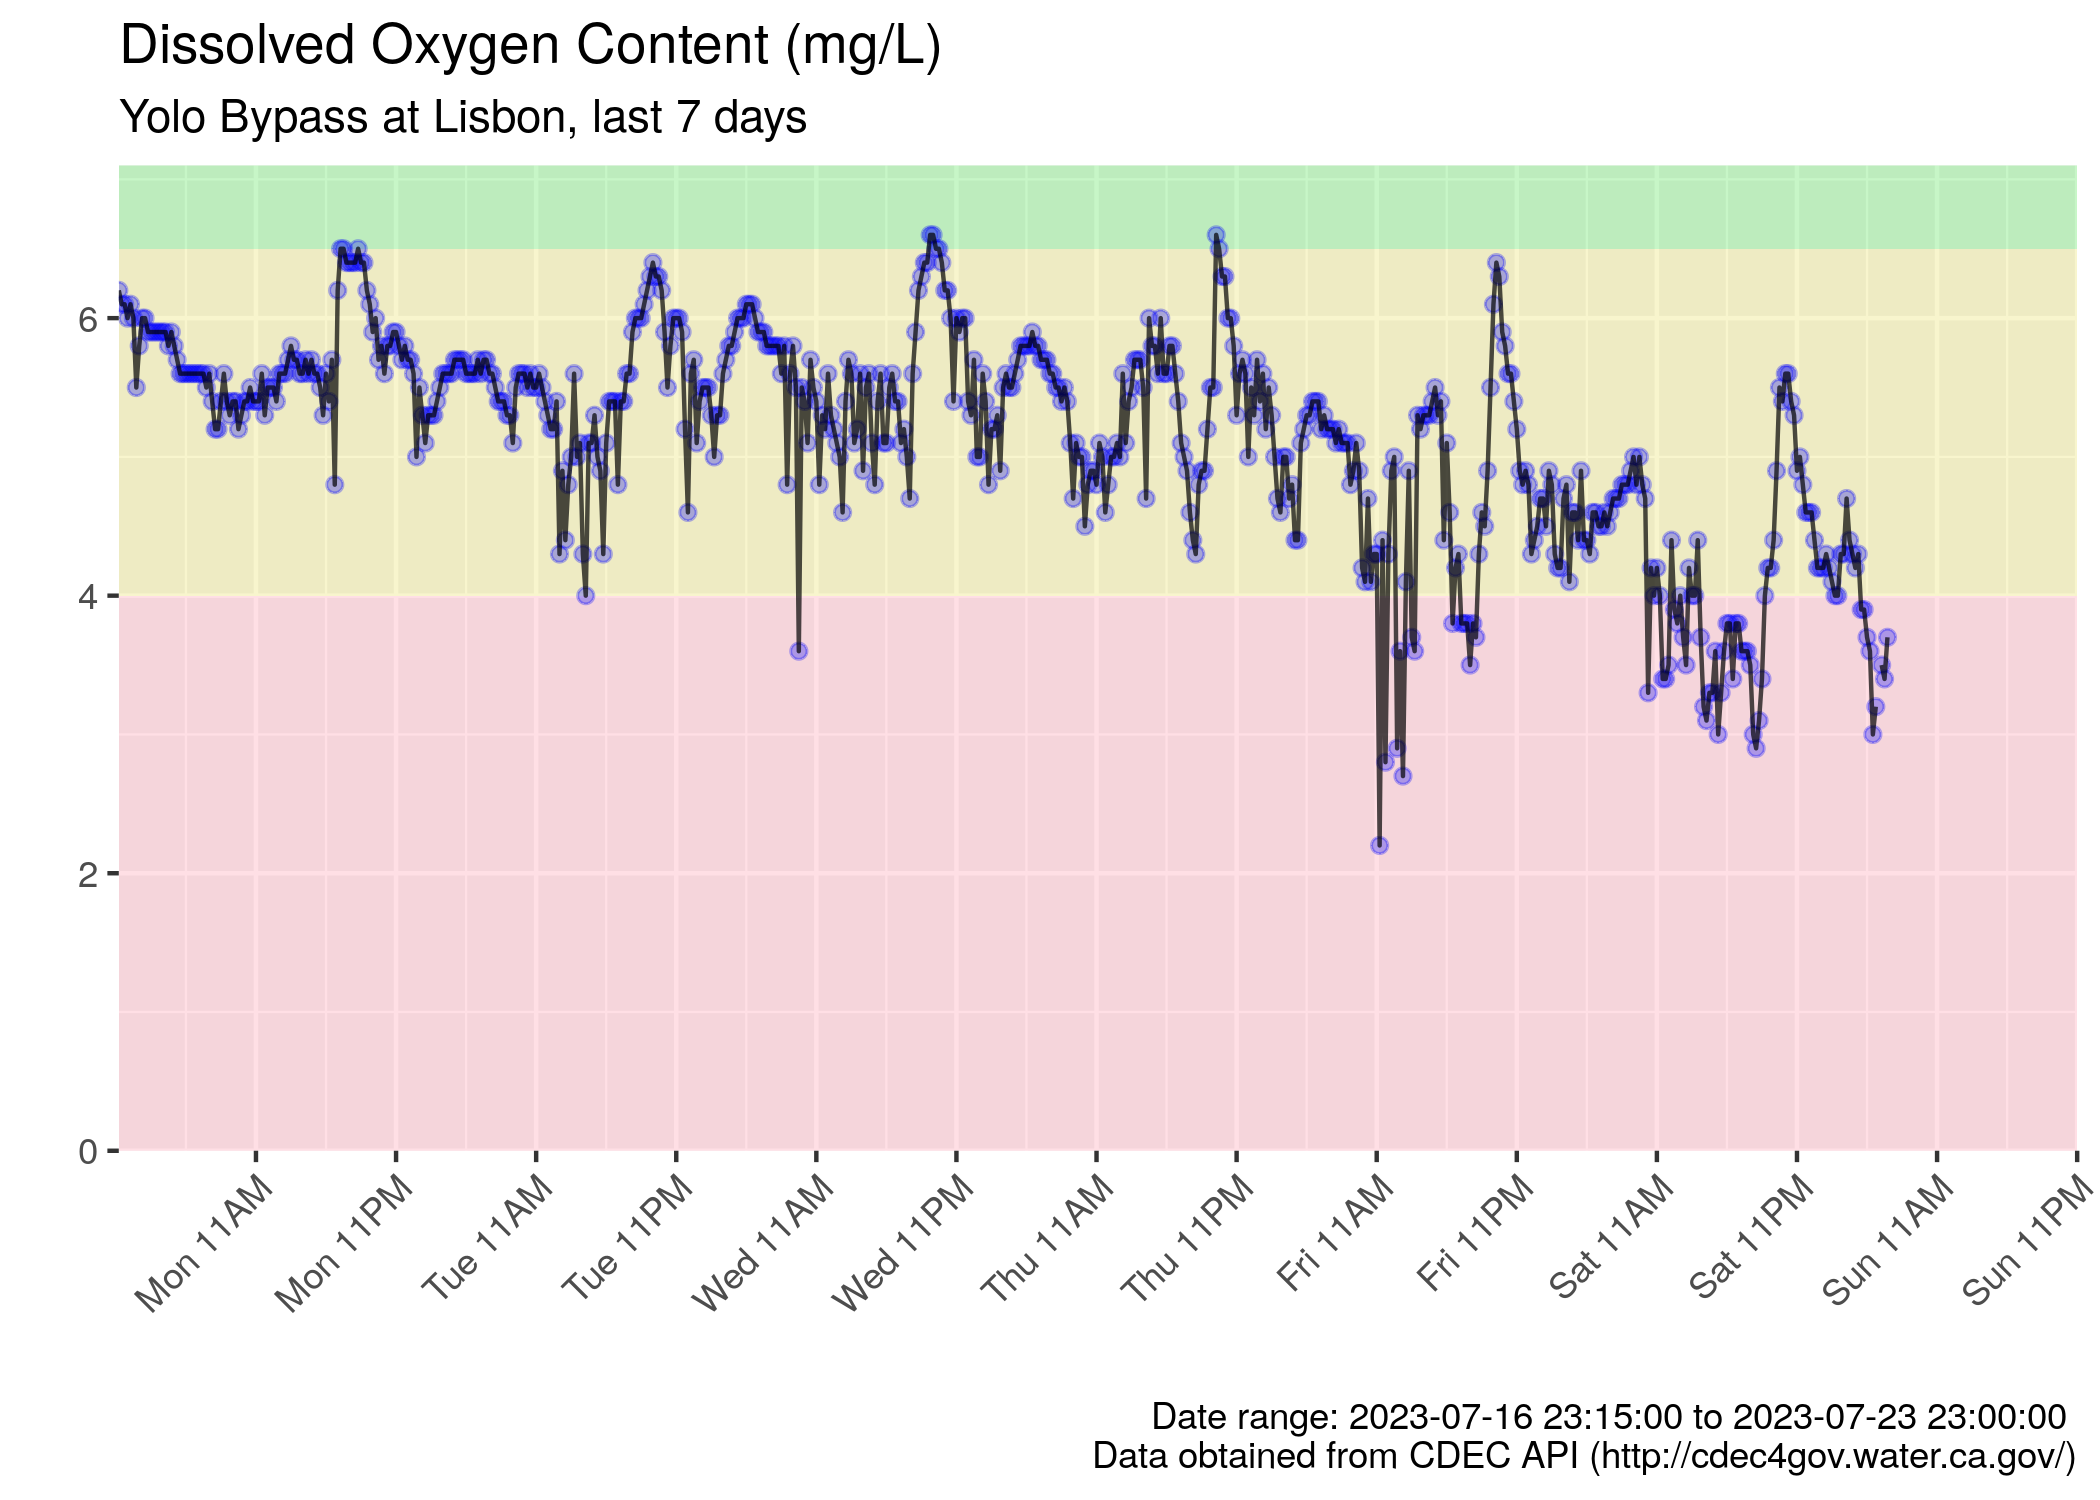 Dissolved Oxygen Content (mg/L)
Yolo Bypass at Lisbon, last 7 days
6
4
2
0
Mon 11AM
Mon 11PM
Tue 11AM
Tue 11PM
Wed 11AM
Wed 11PM
Thu 11AM
Thu 11PM
Fri 11AM
Fri 11PM
Sat 11AM
Sat 11PM
Sun 11AM
Sun 11PM
Date range: 2023-07-16 23:15:00 to 2023-07-23 23:00:00
Data obtained from CDEC API (http://cdec4gov.water.ca.gov/)